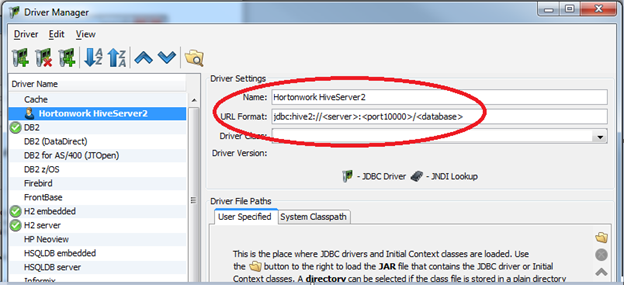 Driver Manager
Driver Edit View
Driver Name
Cache
Hortonwork HiveServer2
DB2
DB2 (DataDirect)
DB2 for AS/400 (JTOpen)
DB2 z/OS
Firebird
FrontBase
H2 embedded
H2 server
HP Neoview
HSQLDB embedded
HSQLDB server
Informix
Driver Settings
Name: Hortonwork HiveServer2
URL Format: jdbc:hive2://<server>:<port10000>/<database>
Driver Class:
Driver Version:
- JDBC Driver - JNDI Lookup
Driver File Paths
User Specified System Classpath
This is the place where JDBC drivers and Initial Context classes are loaded. Use
the button to the right to load the JAR file that contains the JDBC driver or Initial
Context classes. A directory can be selected if the class file is stored in a plain directory